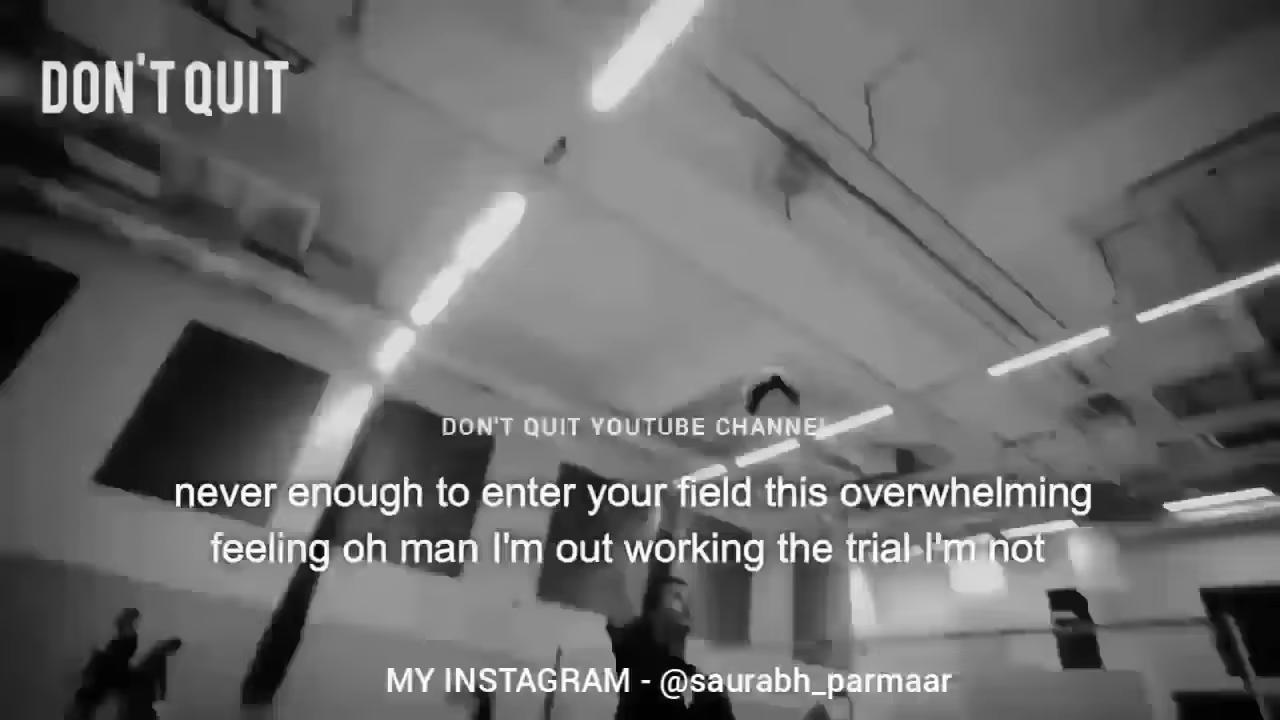 DON'T QUIT
DON'T QUIT YOUTUBE CHANNEL
never enough to enter your field this overwhelming
feeling oh man I'm out working the trial I'm not
MY INSTAGRAM - @saurabh_parmaar